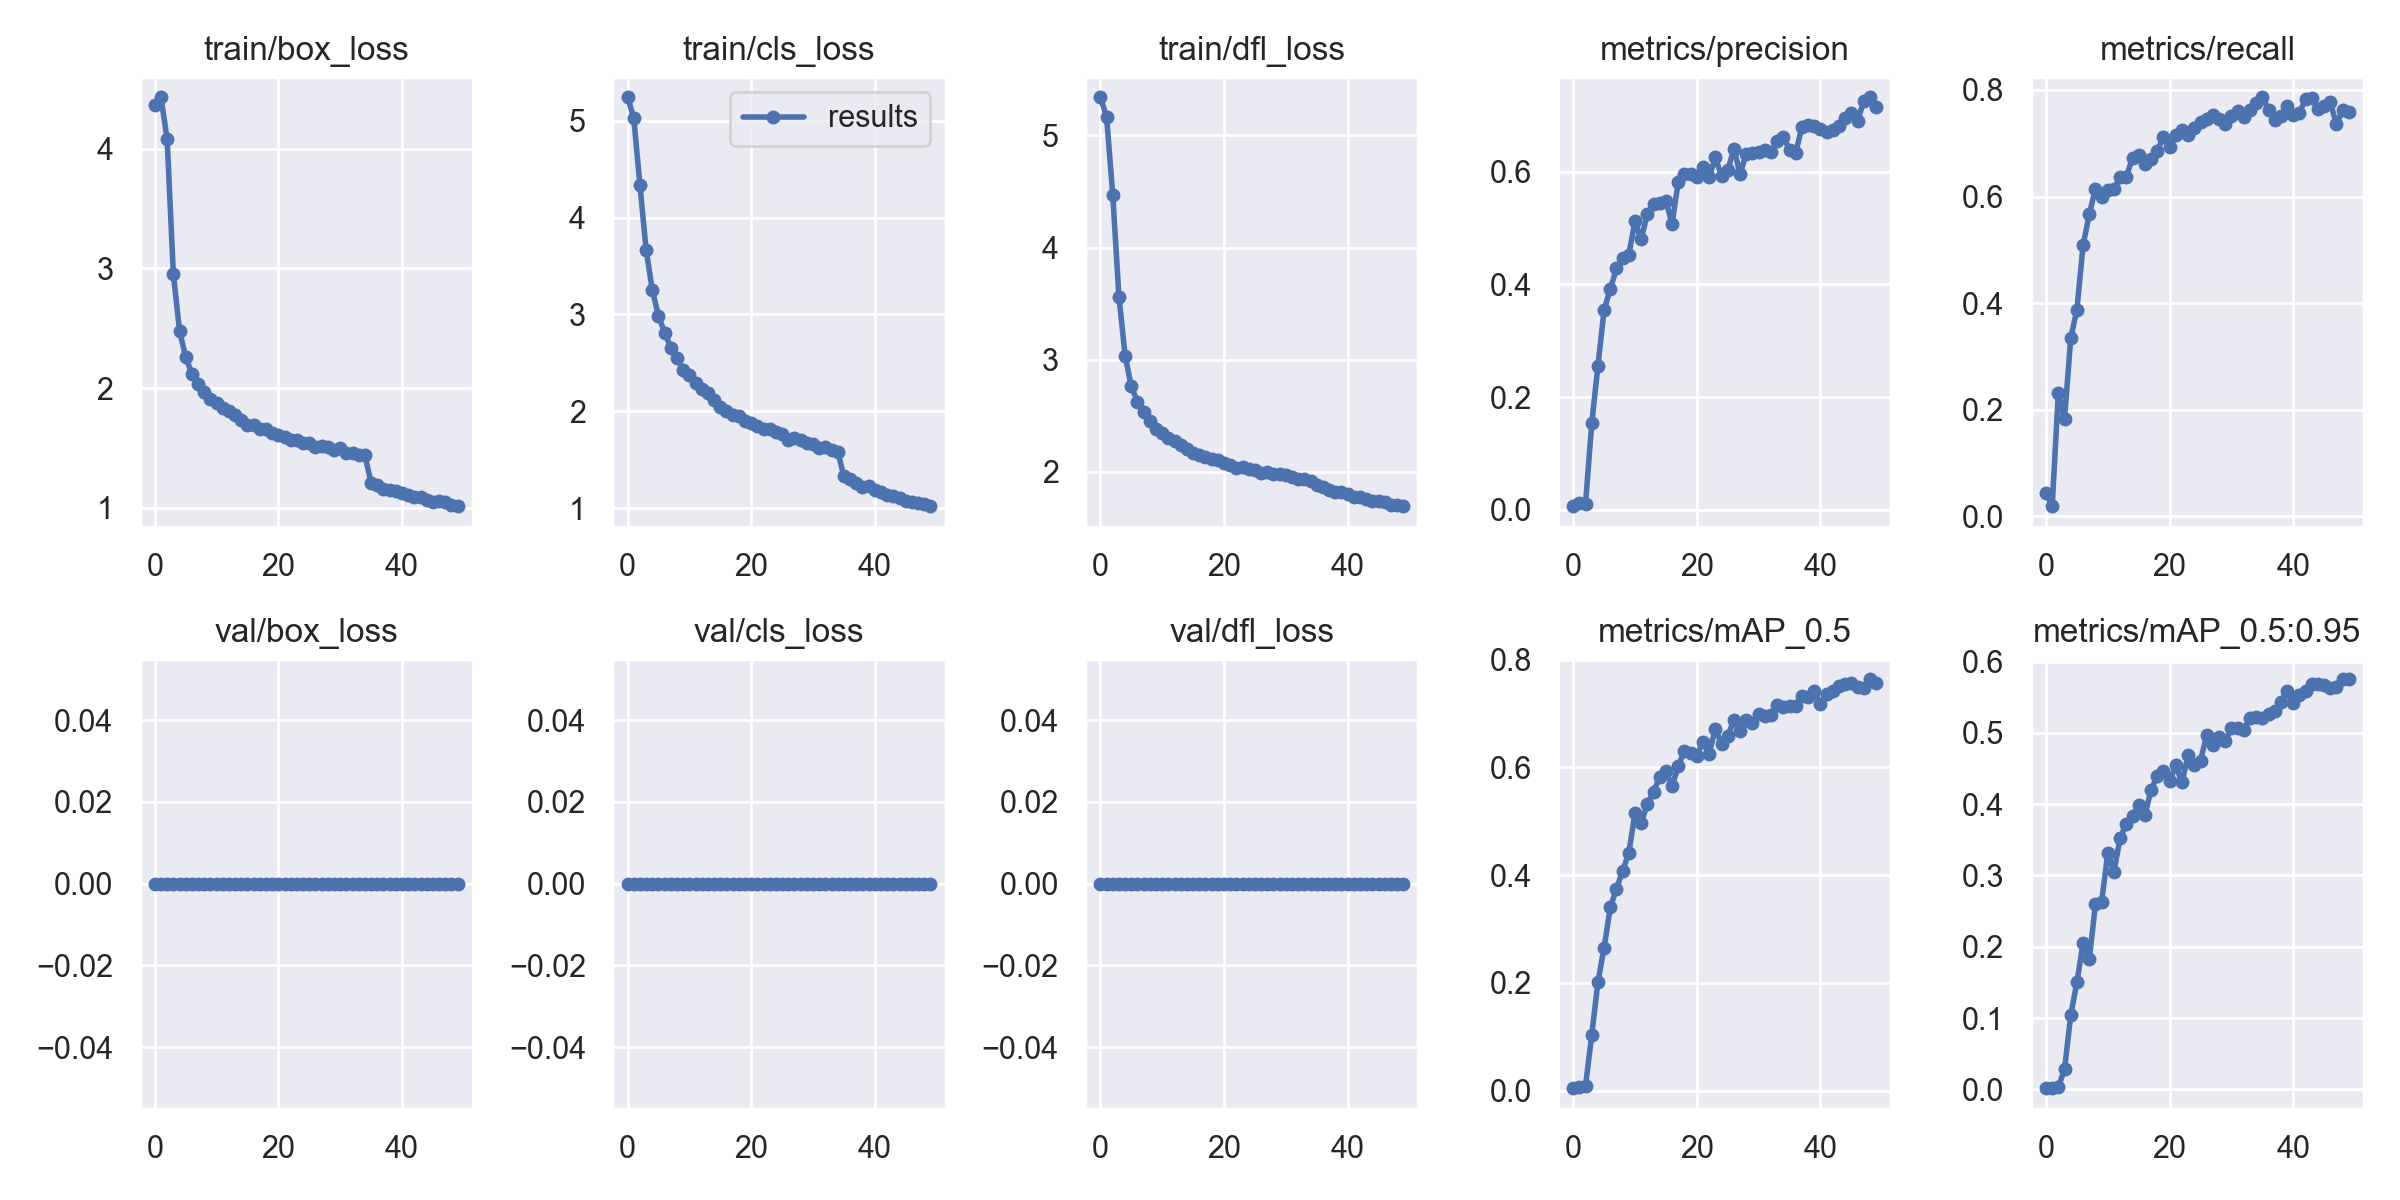 train/box_loss
4
3
2
1
0 20 40
train/cls_loss
results
5
4
3
2
1
0 20 40
train/dfl_loss
5
4
3
2
0 20 40
metrics/precision
0.6
0.4
0.2
0.0
0 20 40
metrics/recall
0.8
0.6
0.4
0.2
0.0
0 20 40
val/box_loss
0.04
0.02
0.00
−0.02
−0.04
0 20 40
val/cls_loss
0.04
0.02
0.00
−0.02
−0.04
0 20 40
val/dfl_loss
0.04
0.02
0.00
−0.02
−0.04
0 20 40
metrics/mAP_0.5
0.8
0.6
0.4
0.2
0.0
0 20 40
metrics/mAP_0.5:0.95
0.6
0.5
0.4
0.3
0.2
0.1
0.0
0 20 40